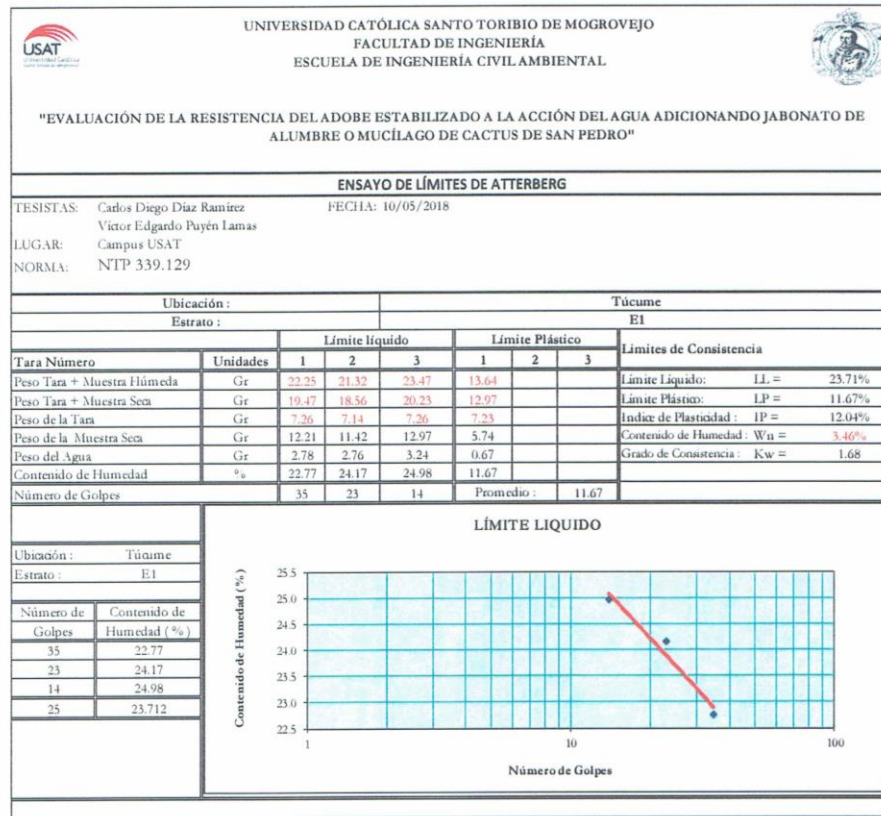 UNIVERSIDAD CATÓLICA SANTO TORIBIO DE MOGROVEJO
FACULTAD DE INGENIERÍA
ESCUELA DE INGENIERÍA CIVIL AMBIENTAL
USAT
"EVALUACIÓN DE LA RESISTENCIA DEL ADOBE ESTABILIZADO A LA ACCIÓN DEL AGUA ADICIONANDO JABONATO DE
ALUMBRE O MUCÍLAGO DE CACTUS DE SAN PEDRO"
ENSAYO DE LÍMITES DE ATTERBERG
TESISTAS: Carlos Diego Díaz Ramírez FECHA: 10/05/2018
Víctor Edgardo Puyén Lamas
LUGAR: Campus USAT
NORMA: NTP 339.129
Ubicación : Túcume
Estrato : E1
Límite líquido Límite Plástico Límites de Consistencia
Tara Número Unidades 1 2 3 1 2 3
Peso Tara + Muestra Húmeda Gr 22.25 21.32 23.47 13.64 Límite Líquido: LL = 23.71%
Peso Tara + Muestra Seca Gr 19.47 18.56 20.23 12.97 Límite Plástico: LP = 11.67%
Peso de la Tara Gr 7.26 7.14 7.26 7.23 Indice de Plasticidad : IP = 12.04%
Peso de la Muestra Seca Gr 12.21 11.42 12.97 5.74 Contenido de Humedad : Wn = 3.46%
Peso del Agua Gr 2.78 2.76 3.24 0.67 Grado de Consistencia : Kw = 1.68
Contenido de Humedad % 22.77 24.17 24.98 11.67
Número de Golpes 35 23 14 Promedio : 11.67
Ubicación : Túcume
Estrato : E1
Número de Golpes Contenido de Humedad (%)
35 22.77
23 24.17
14 24.98
25 23.712
LÍMITE LIQUIDO
Contenido de Humedad (%)
25.5
25.0
24.5
24.0
23.5
23.0
22.5
1 10 100
Número de Golpes